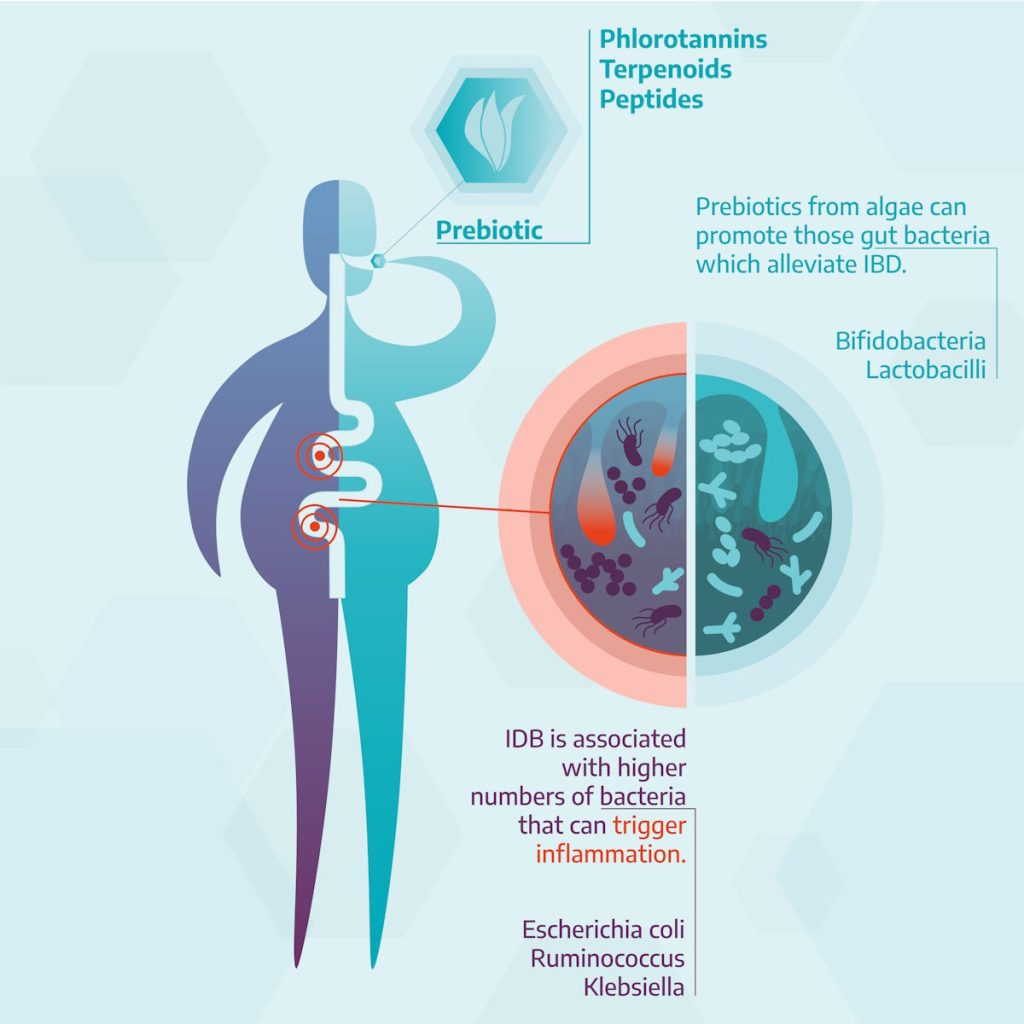 Phlorotannins
Terpenoids
Peptides
Prebiotic
Prebiotics from algae can
promote those gut bacteria
which alleviate IBD.
Bifidobacteria
Lactobacilli
IDB is associated
with higher
numbers of bacteria
that can trigger
inflammation.
Escherichia coli
Ruminococcus
Klebsiella